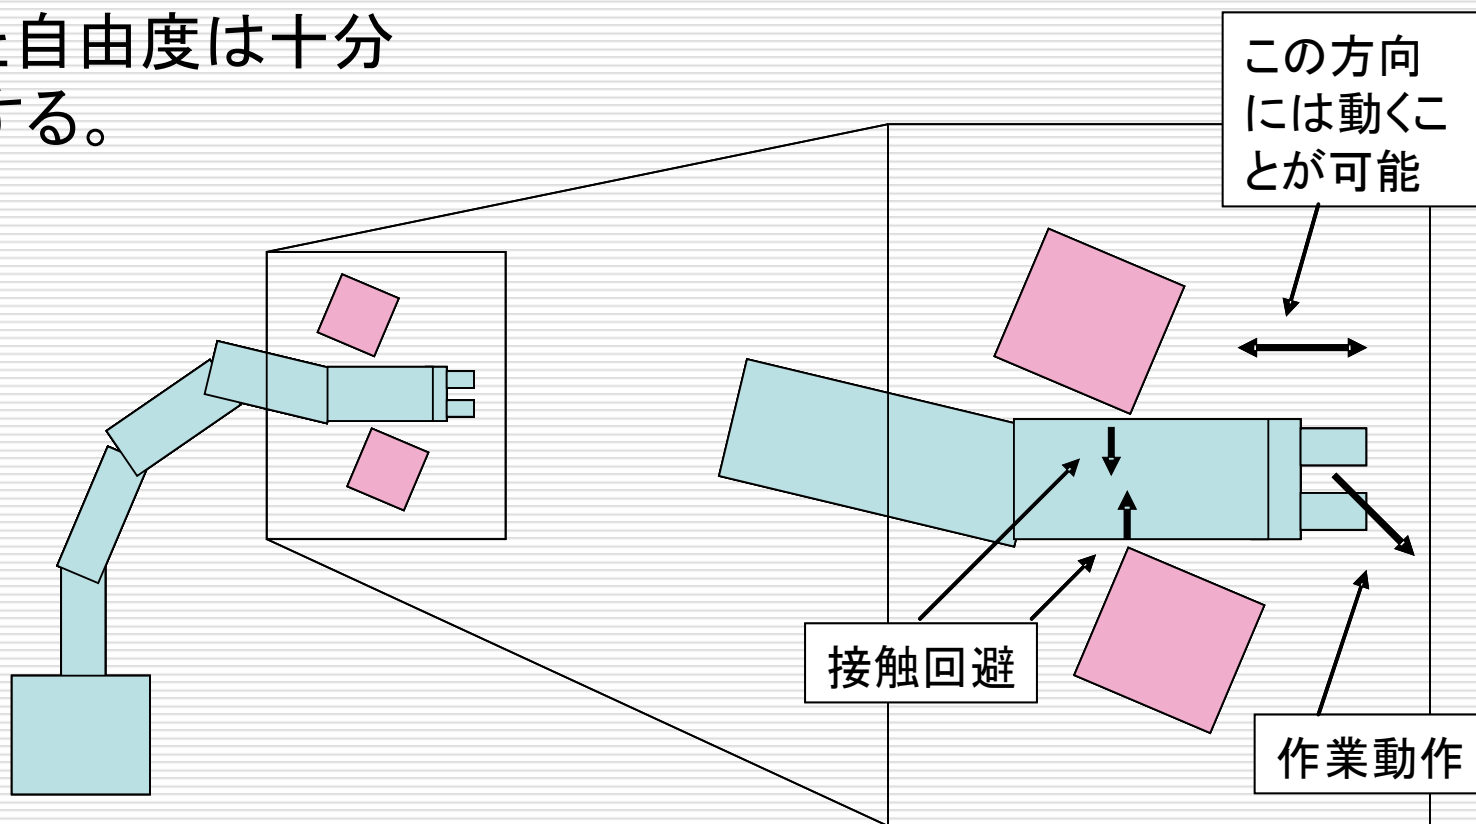 自由度は十分
する。
この方向
には動くこ
とが可能
接触回避
作業動作